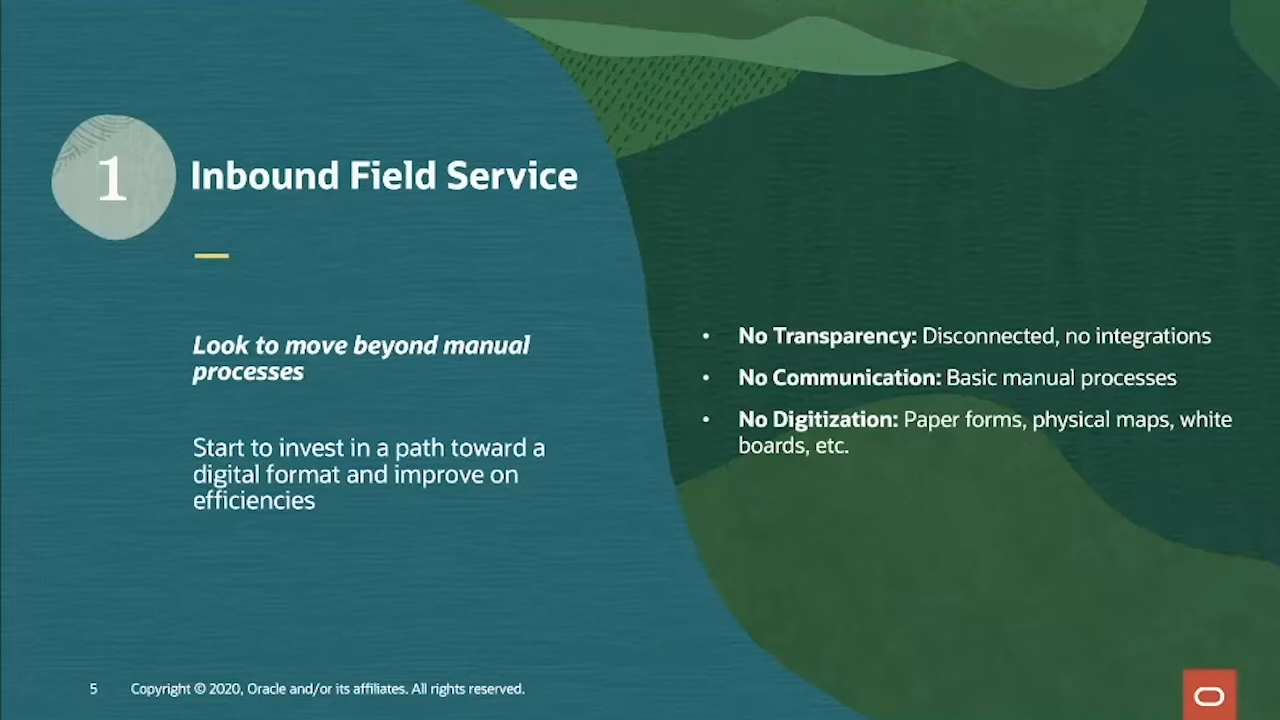 1
Inbound Field Service
Look to move beyond manual
processes
Start to invest in a path toward a
digital format and improve on
efficiencies
• No Transparency: Disconnected, no integrations
• No Communication: Basic manual processes
• No Digitization: Paper forms, physical maps, white
boards, etc.
5 Copyright © 2020, Oracle and/or its affiliates. All rights reserved.